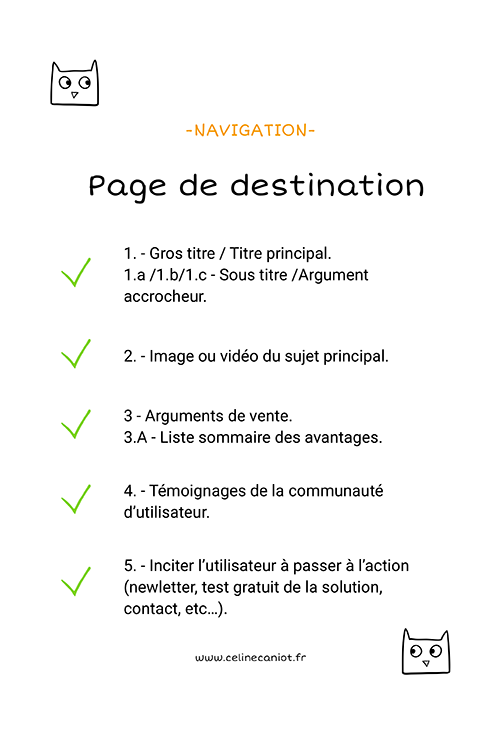 -NAVIGATION-
Page de destination
1. - Gros titre / Titre principal.
1.a /1.b/1.c - Sous titre /Argument
accrocheur.
2. - Image ou vidéo du sujet principal.
3 - Arguments de vente.
3.A - Liste sommaire des avantages.
4. - Témoignages de la communauté
d'utilisateur.
5. - Inciter l'utilisateur à passer à l'action
(newletter, test gratuit de la solution,
contact, etc...).
www.celinecaniot.fr